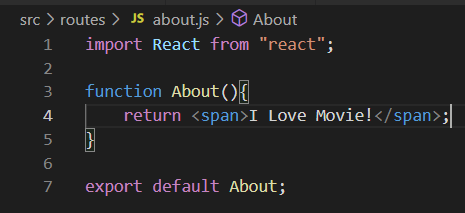 src > routes > JS about.js > About
1 import React from "react";
2
3 function About(){
4     return <span>I Love Movie!</span>;
5 }
6
7 export default About;